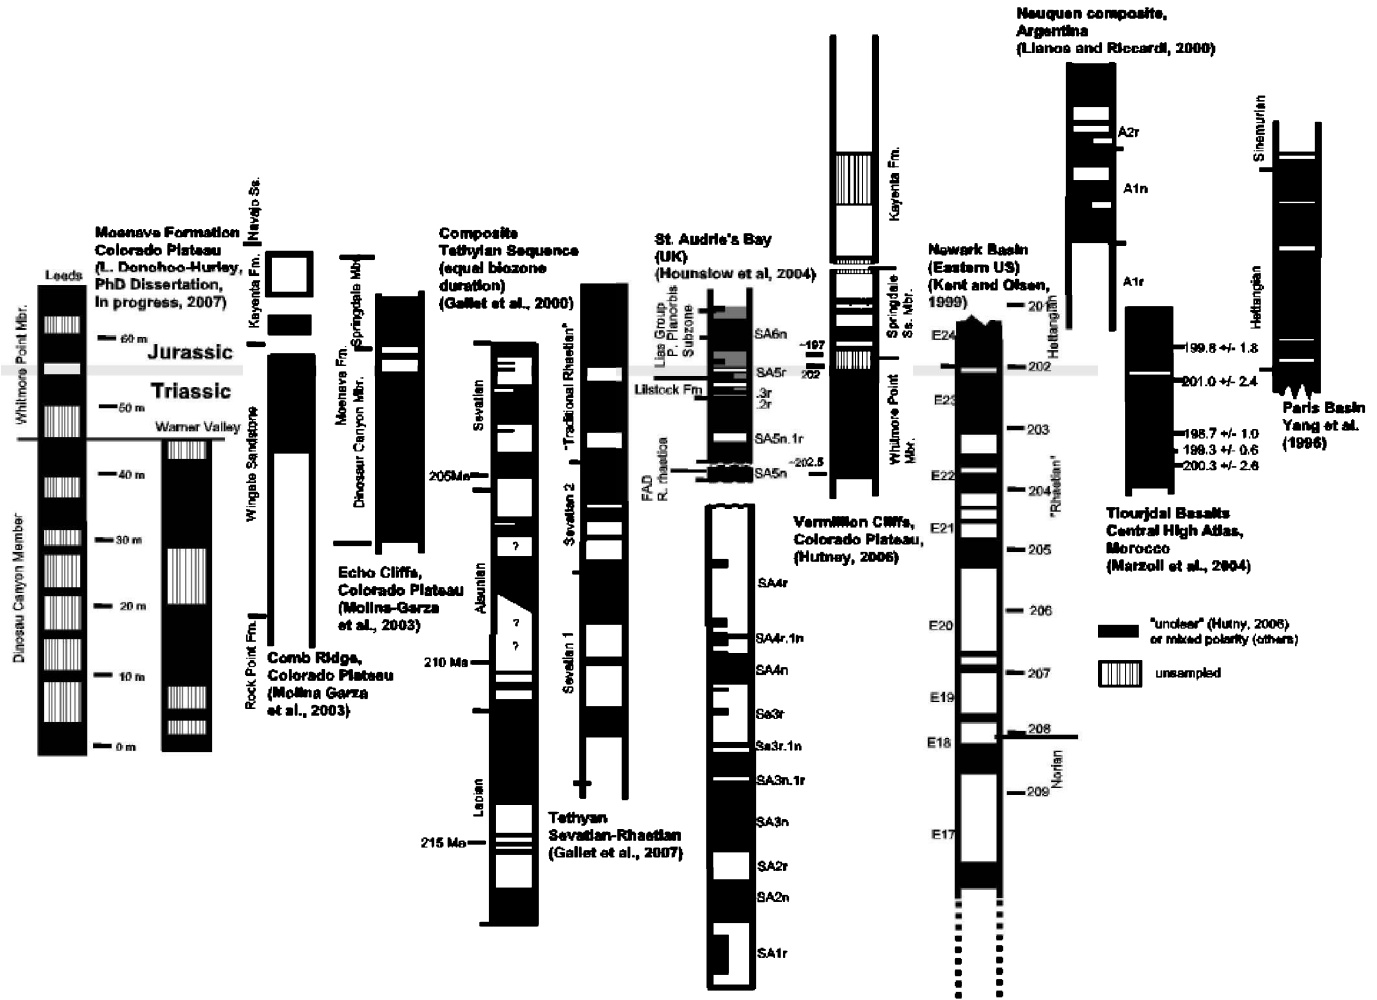 Neuquen composite,
Argentina
(Llanos and Riccardi, 2000)
A2r
A1n
A1r
Sinemurian
Hettangian
Paris Basin
Yang et al.
(1996)
Moenave Formation
Colorado Plateau
(L. Donohoo-Hurley,
PhD Dissertation,
In progress, 2007)
Leeds
Whitmore Point Mbr.
Dinosau Canyon Member
60 m
50 m
40 m
30 m
20 m
10 m
0 m
Jurassic
Triassic
Warner Valley
Navajo Ss.
Kayenta Fm.
Wingate Sandstone
Rock Point Fm.
Comb Ridge,
Colorado Plateau
(Molina Garza
et al., 2003)
Springdale Mbr.
Moenave Fm.
Dinosaur Canyon Mbr.
Echo Cliffs,
Colorado Plateau
(Molina-Garza
et al., 2003)
Composite
Tethyian Sequence
(equal biozone
duration)
(Gallet et al., 2000)
Sevatian
Alaunian
Lacian
205Ma
210 Ma
215 Ma
?
?
?
"Traditional Rhaetian"
Sevatian 2
Sevatian 1
Tethyan
Sevatian-Rhaetian
(Gallet et al., 2007)
St. Audrie's Bay
(UK)
(Hounslow et al, 2004)
Lias Group
P. Planorbis
Subzone
Lilstock Fm
FAD
R. rhaetica
SA6n
SA5r
.3r
.2r
SA5n.1r
SA5n
SA4r
SA4r.1n
SA4n
Sa3r
Sa3r.1n
SA3n.1r
SA3n
SA2r
SA2n
SA1r
~197
202
~202.5
Kayenta Fm.
Springdale
Ss. Mbr.
Whitmore Point
Mbr.
Vermillion Cliffs,
Colorado Plateau,
(Hutney, 2006)
Newark Basin
(Eastern US)
(Kent and Olsen,
1999)
E24
E23
E22
E21
E20
E19
E18
E17
201
202
203
204
205
206
207
208
209
Hettangian
"Rhaetian"
Norian
199.8 +/- 1.8
201.0 +/- 2.4
198.7 +/- 1.0
199.3 +/- 0.6
200.3 +/- 2.6
Tiourjdal Basalts
Central High Atlas,
Morocco
(Marzoli et al., 2004)
"unclear" (Hutny, 2006)
or mixed polarity (others)
unsampled